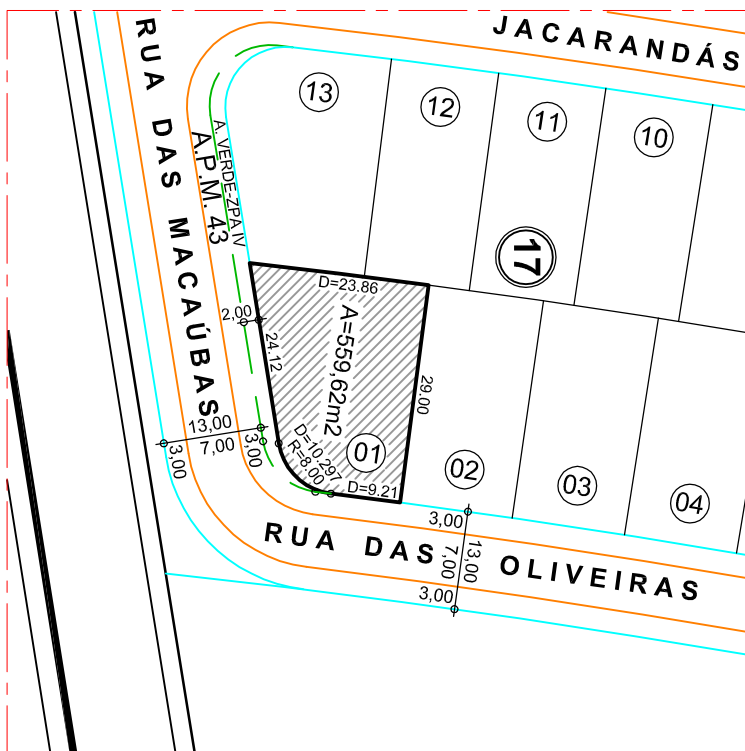 JACARANDÁS
RUA DAS MACAÚBAS
A.P.M. 43
A. VERDE-ZPA IV
13
12
11
10
17
D=23.86
2,00
24.12
A=559,62m2
29.00
13,00
7,00
3,00
3,00
D=10.297
R=8.00
01
D=9.21
02
03
04
3,00
13,00
7,00
3,00
RUA DAS OLIVEIRAS